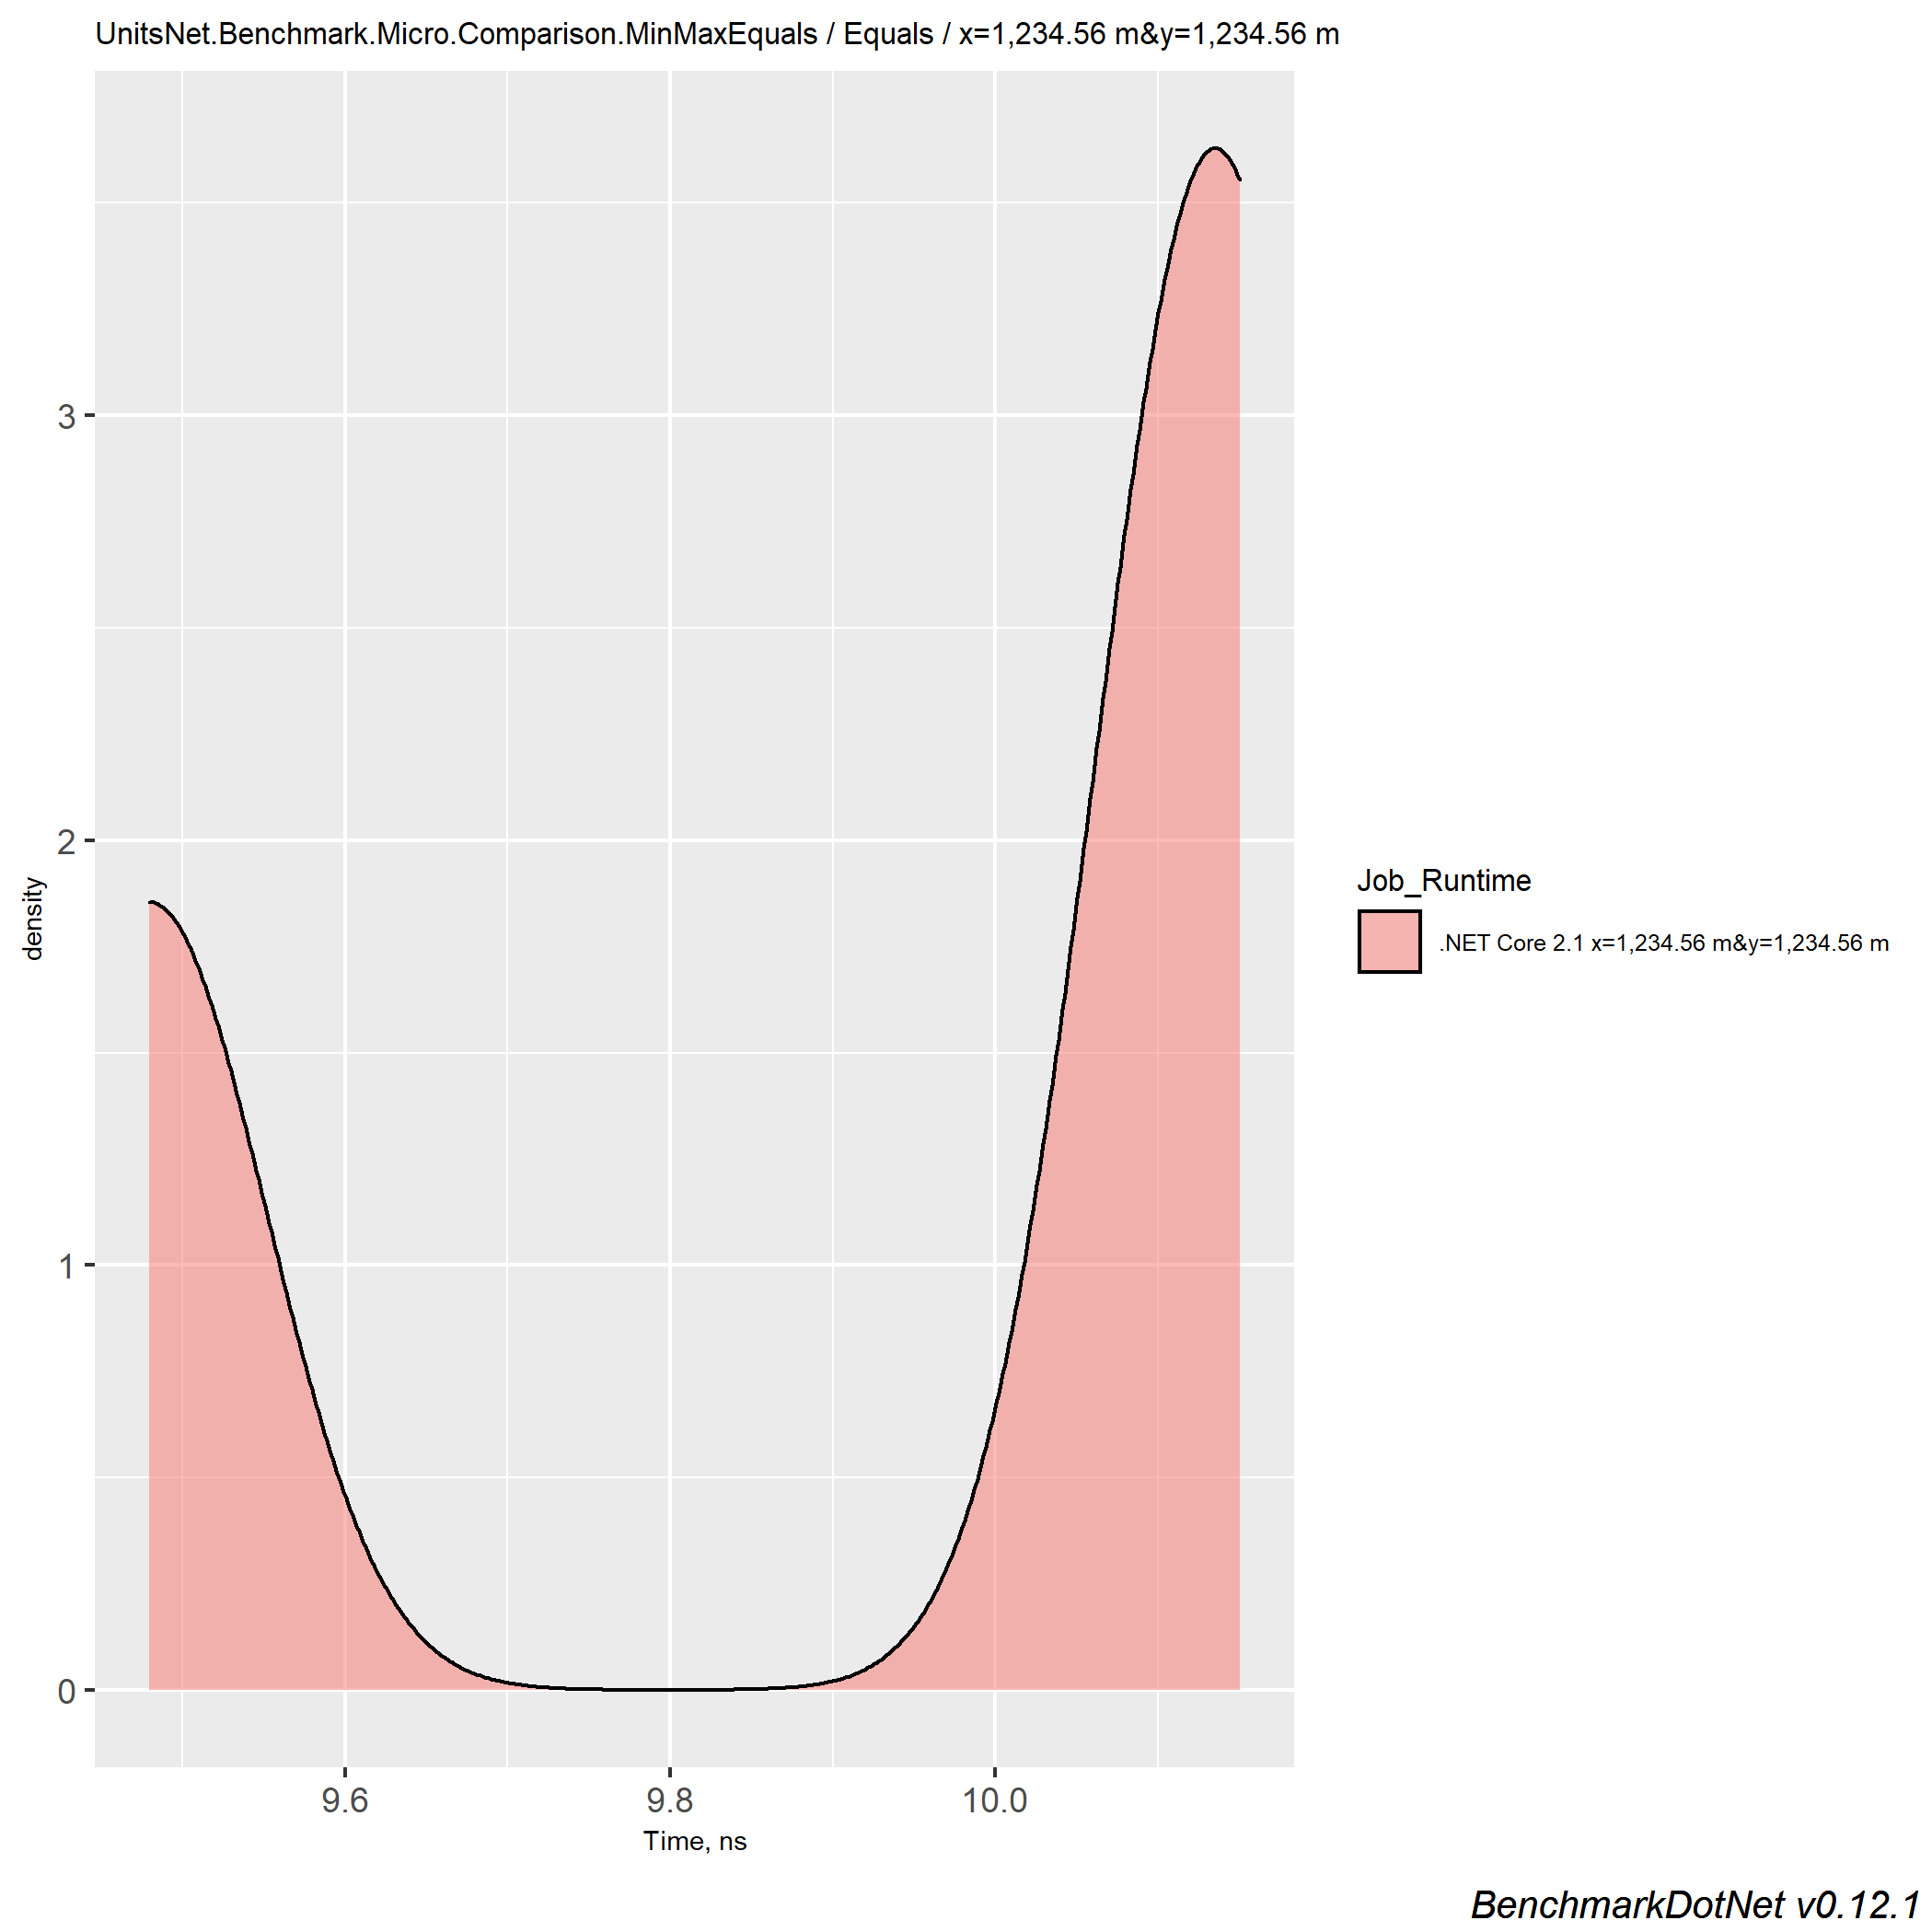 UnitsNet.Benchmark.Micro.Comparison.MinMaxEquals / Equals / x=1,234.56 m&y=1,234.56 m
3
2
1
0
density
9.6 9.8 10.0
Time, ns
Job_Runtime
.NET Core 2.1 x=1,234.56 m&y=1,234.56 m
BenchmarkDotNet v0.12.1